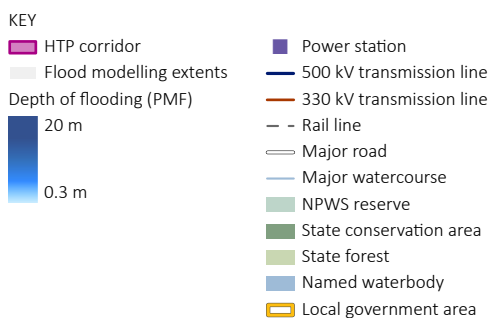 KEY
HTP corridor
Flood modelling extents
Depth of flooding (PMF)
20 m
0.3 m
Power station
500 kV transmission line
330 kV transmission line
Rail line
Major road
Major watercourse
NPWS reserve
State conservation area
State forest
Named waterbody
Local government area